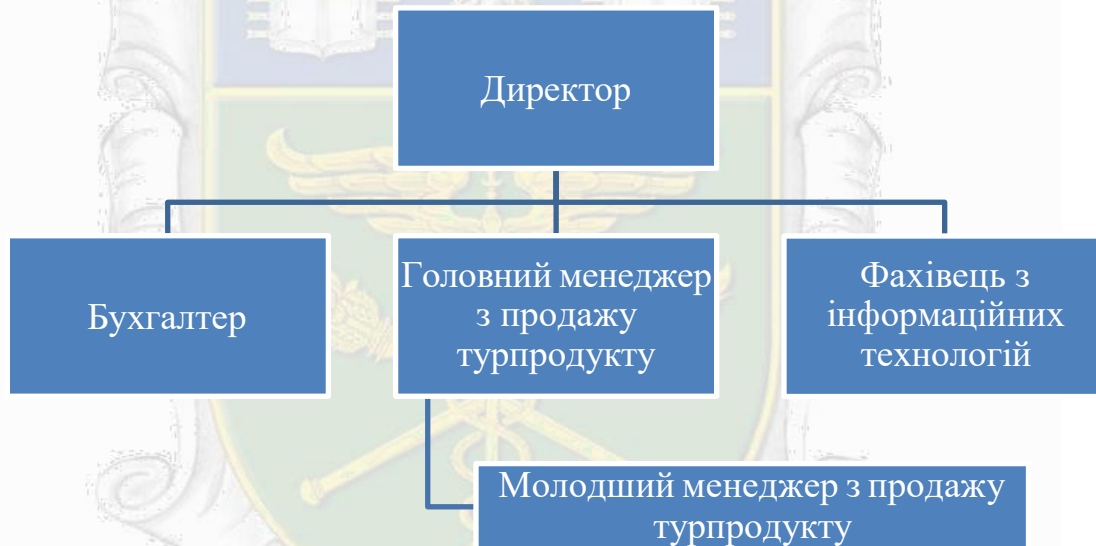 Директор
Бухгалтер
Головний менеджер
з продажу
турпродукту
Фахівець з
інформаційних
технологій
Молодший менеджер з продажу
турпродукту